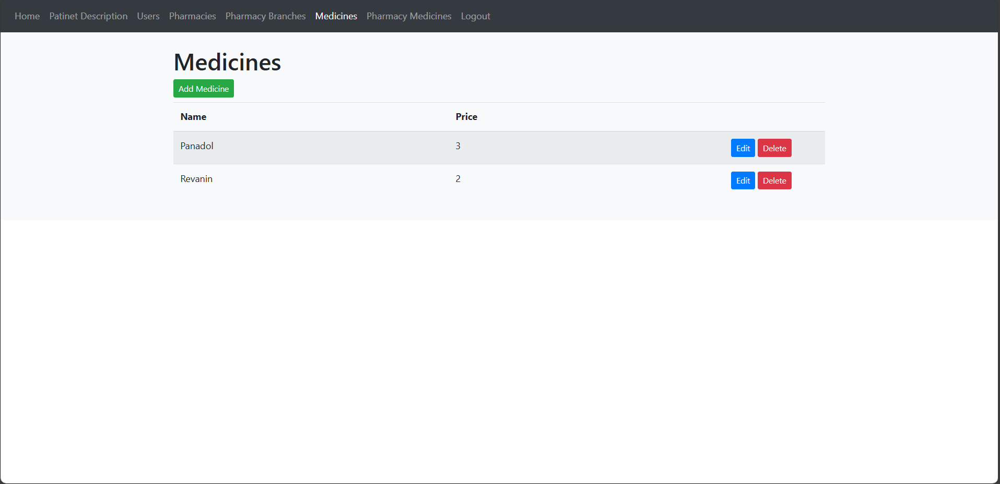 Home Patinet Description Users Pharmacies Pharmacy Branches Medicines Pharmacy Medicines Logout
Medicines
Add Medicine
Name Price
Panadol 3 Edit Delete
Revanin 2 Edit Delete